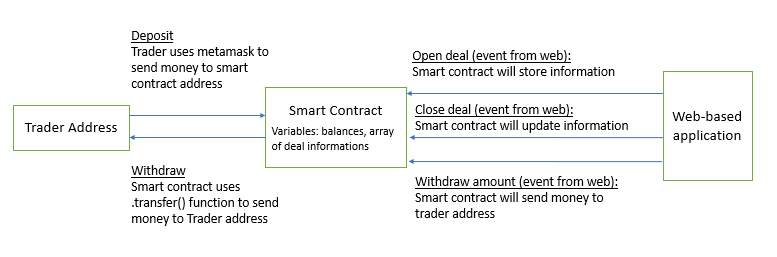 Deposit
Trader uses metamask to
send money to smart
contract address
Open deal (event from web):
Smart contract will store information
Trader Address
Smart Contract
Variables: balances, array
of deal informations
Close deal (event from web):
Smart contract will update information
Web-based
application
Withdraw
Smart contract uses
.transfer() function to send
money to Trader address
Withdraw amount (event from web):
Smart contract will send money to
trader address